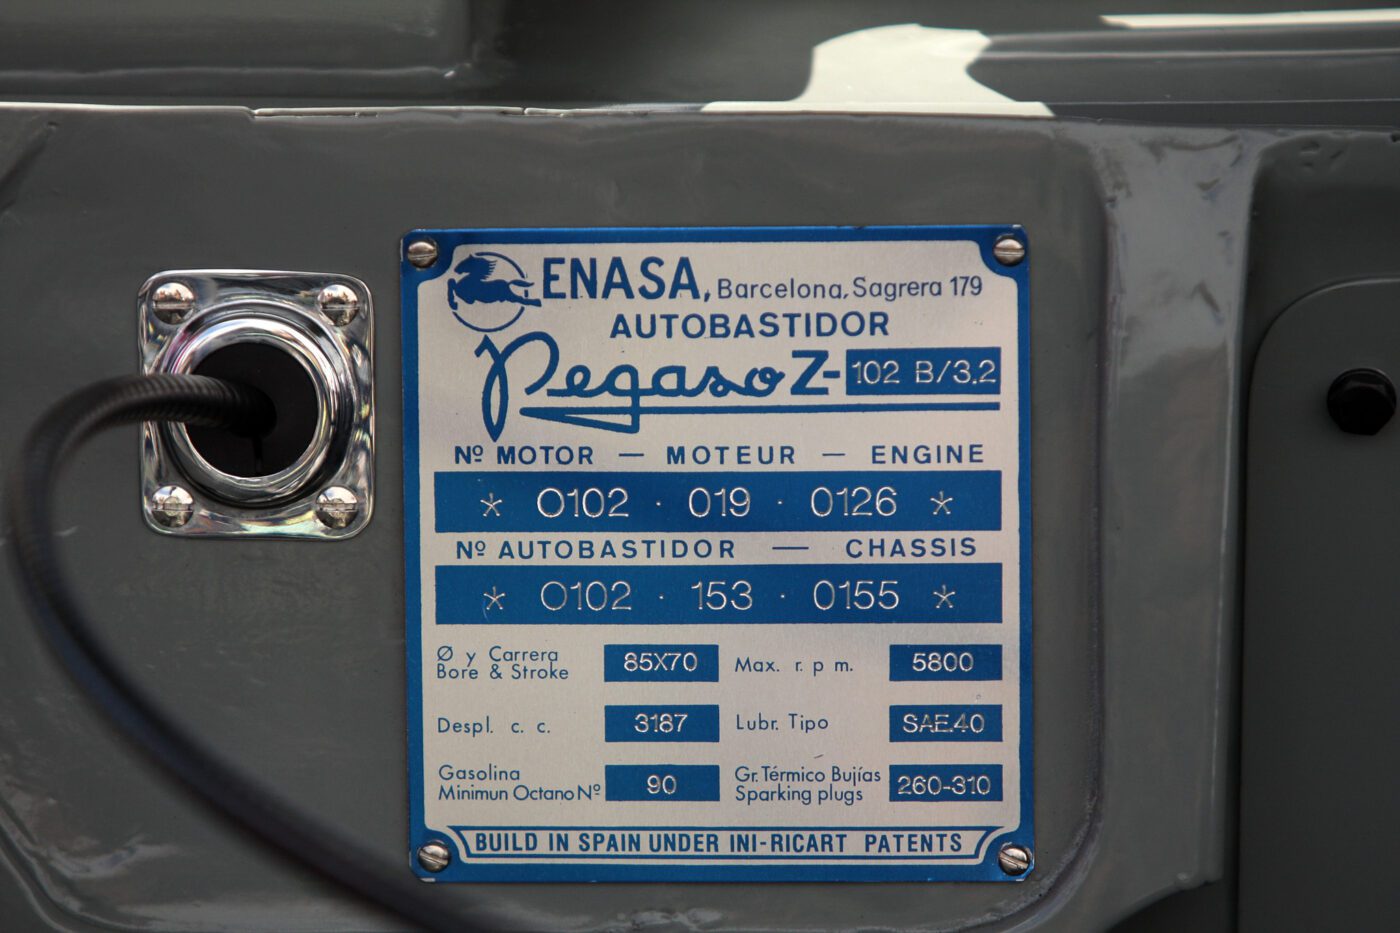 ENASA, Barcelona, Sagrera 179
AUTOBASTIDOR
Pegaso Z-102 B/3.2
Nº MOTOR — MOTEUR — ENGINE
* 0102 · 019 · 0126 *
Nº AUTOBASTIDOR — CHASSIS
* 0102 · 153 · 0155 *
Ø y Carrera
Bore & Stroke
85X70
Max. r. p m.
5800
Despl. c. c.
3187
Lubr. Tipo
SAE.40
Gasolina
Minimun Octano Nº
90
Gr. Térmico Bujías
Sparking plugs
260-310
BUILD IN SPAIN UNDER INI-RICART PATENTS